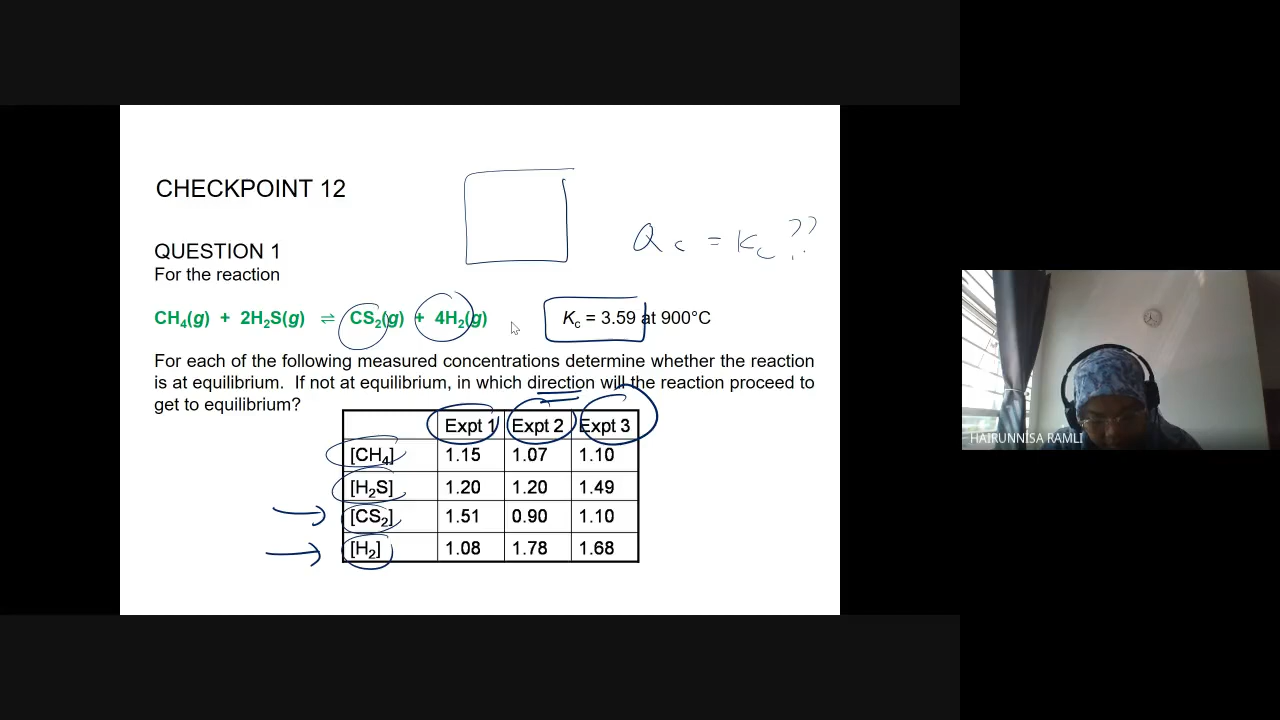 CHECKPOINT 12
Q_c = K_c ??
QUESTION 1
For the reaction
CH₄(g) + 2H₂S(g) ⇌ CS₂(g) + 4H₂(g) K_c = 3.59 at 900°C
For each of the following measured concentrations determine whether the reaction
is at equilibrium. If not at equilibrium, in which direction will the reaction proceed to
get to equilibrium?
Expt 1 Expt 2 Expt 3
[CH₄] 1.15 1.07 1.10
[H₂S] 1.20 1.20 1.49
[CS₂] 1.51 0.90 1.10
[H₂] 1.08 1.78 1.68
HAIRUNNISA RAMLI